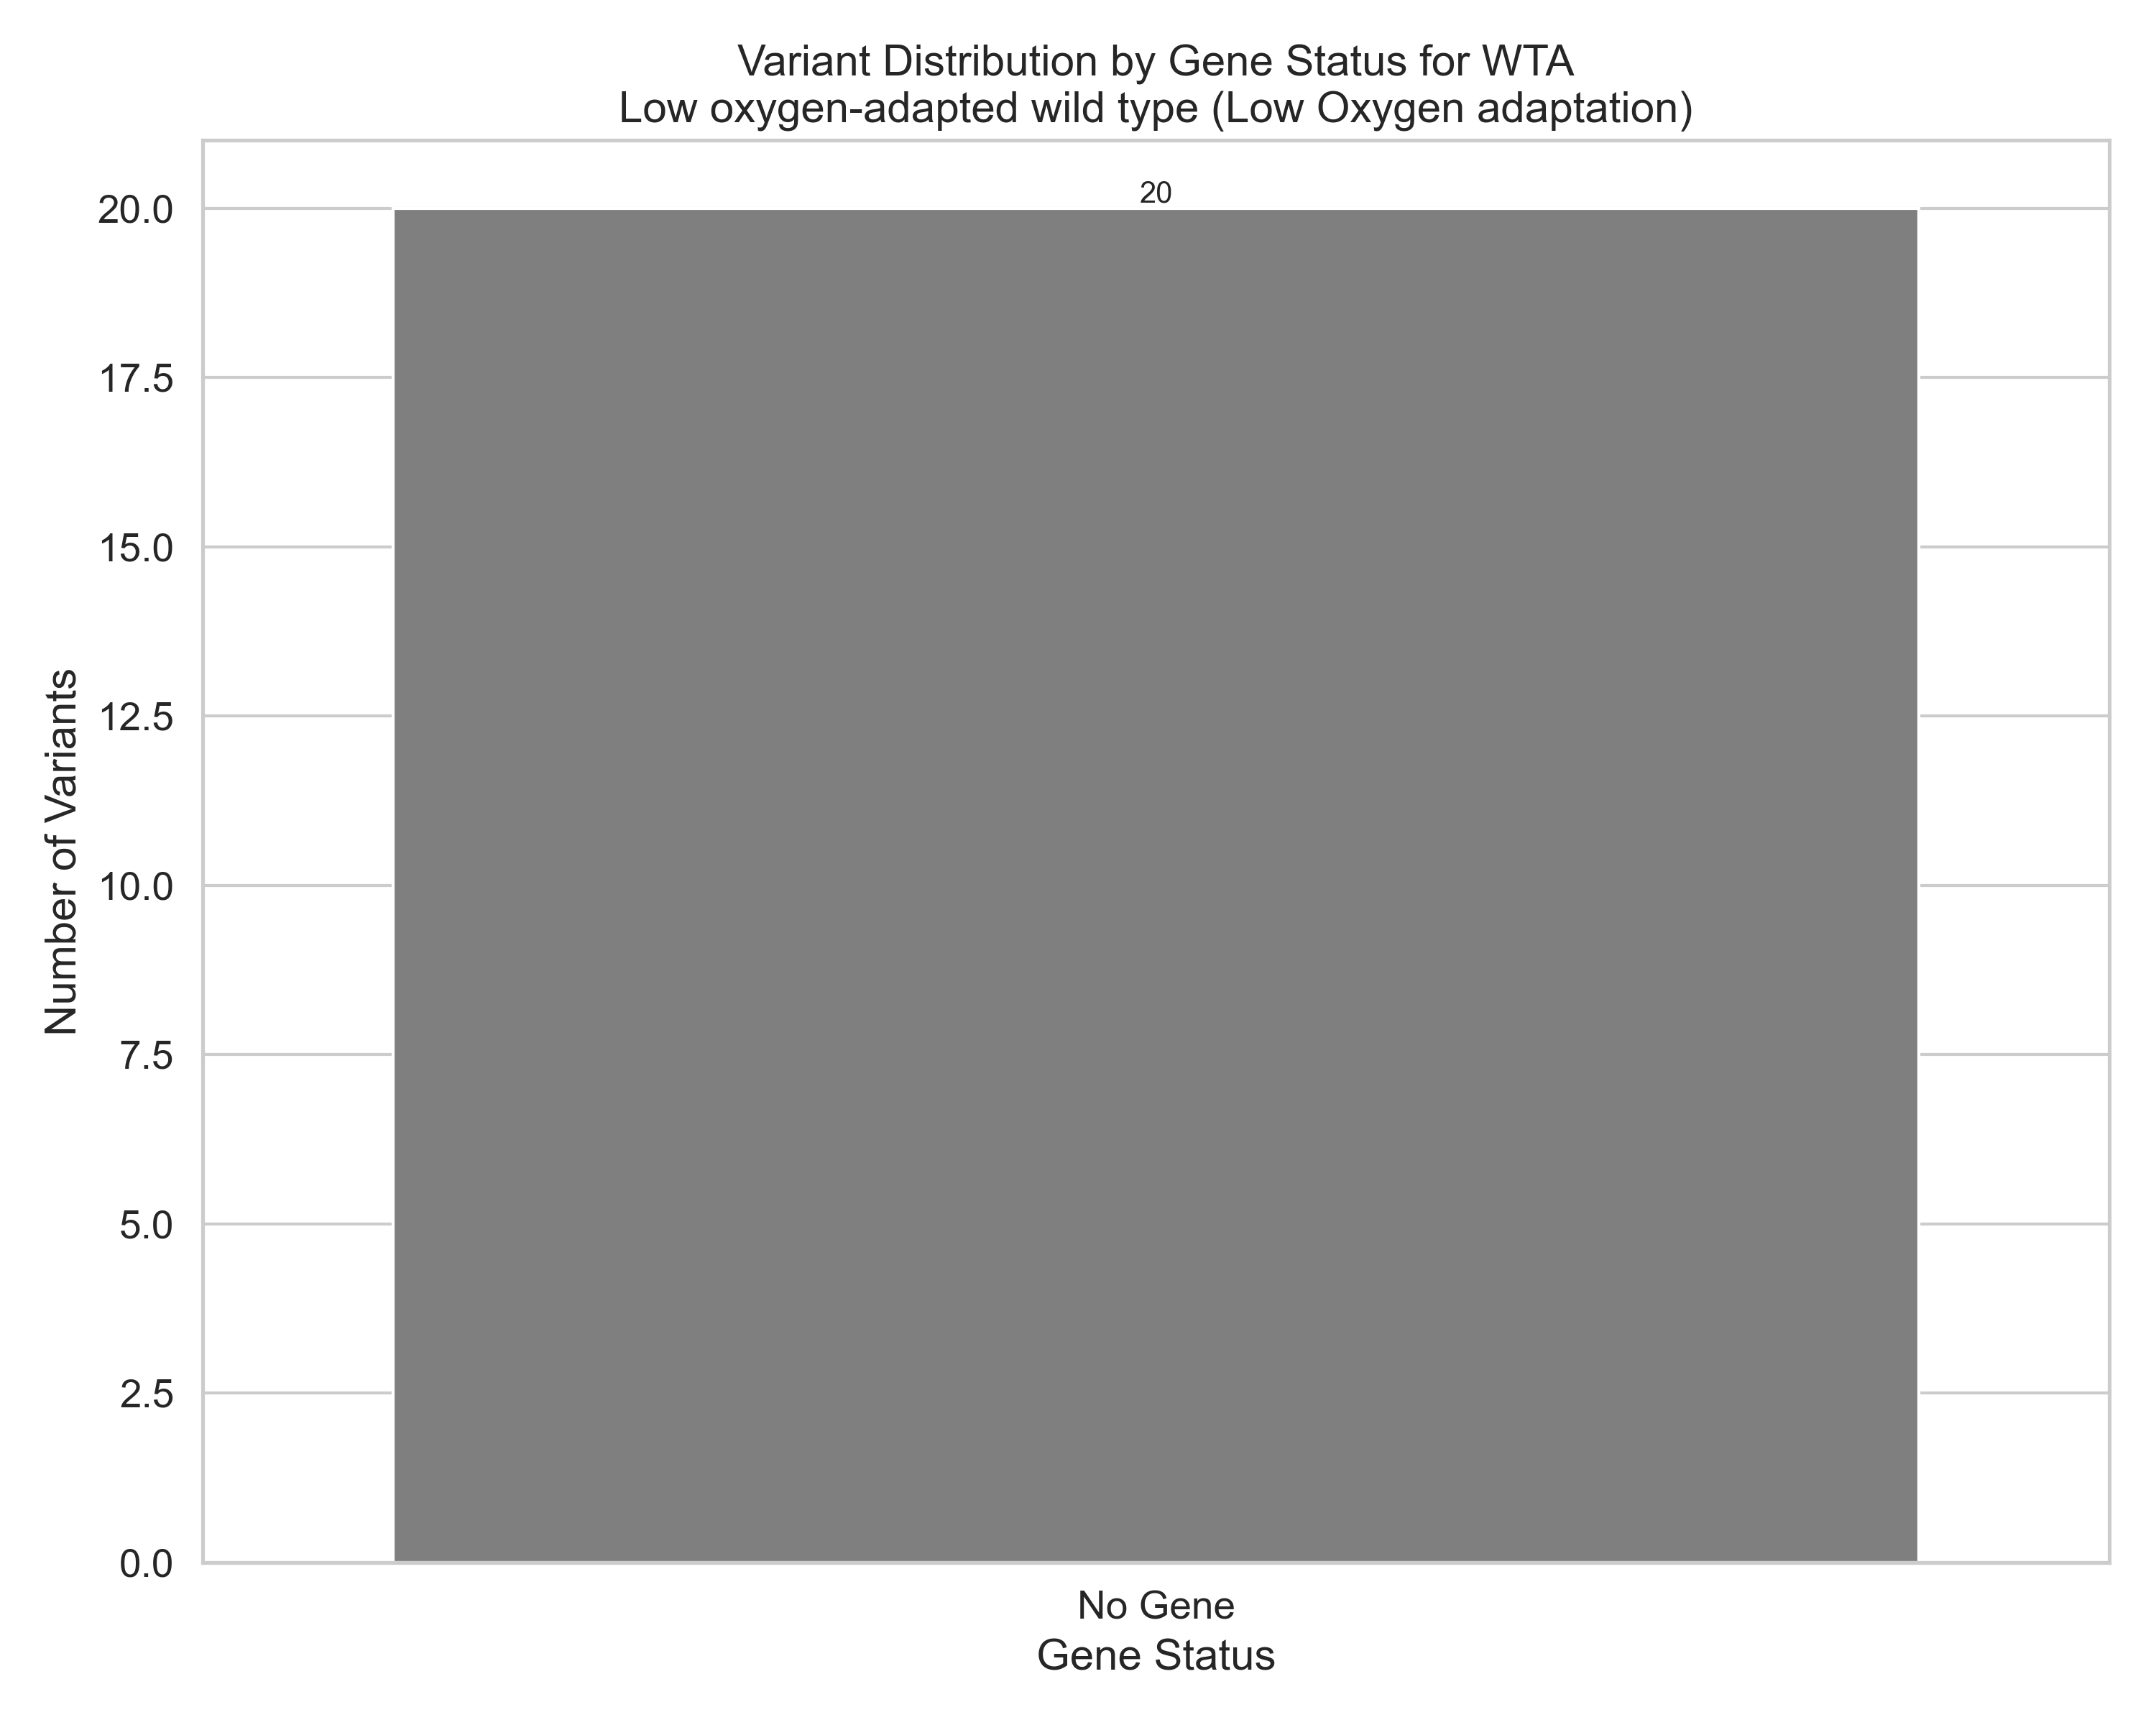 Variant Distribution by Gene Status for WTA
Low oxygen-adapted wild type (Low Oxygen adaptation)
20
20.0
17.5
15.0
12.5
10.0
7.5
5.0
2.5
0.0
Number of Variants
No Gene
Gene Status